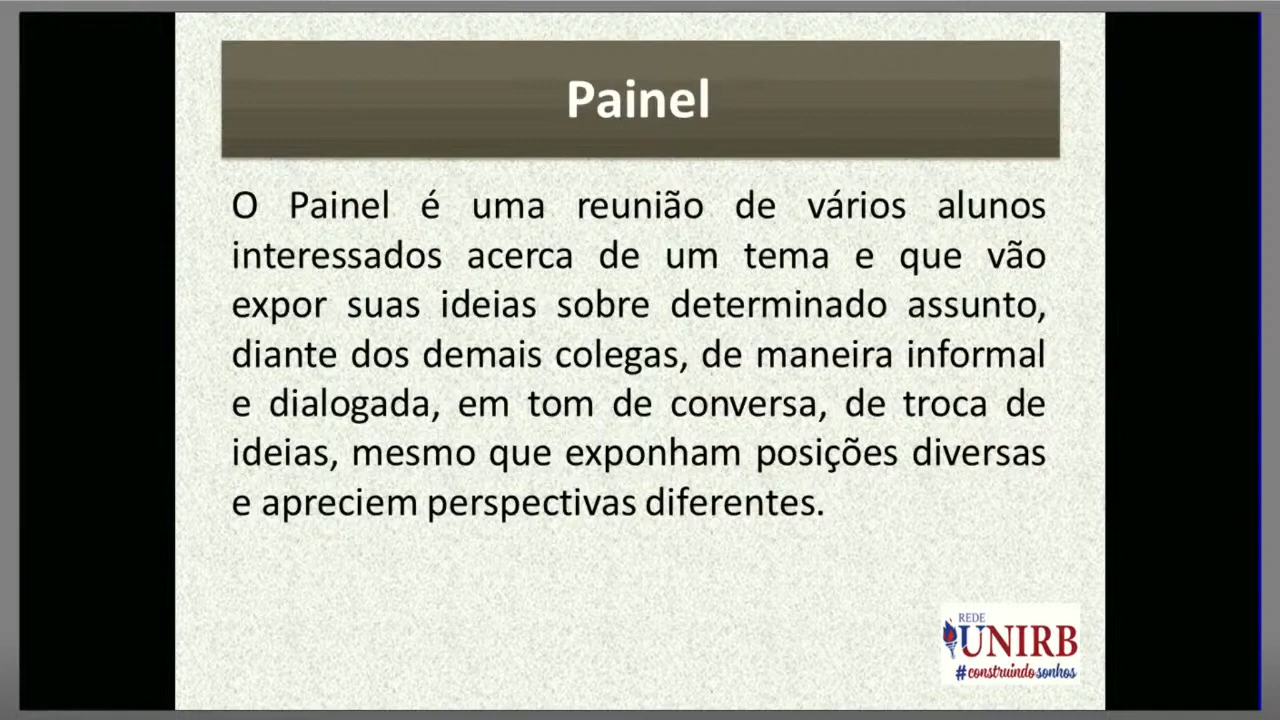 Painel
O Painel é uma reunião de vários alunos
interessados acerca de um tema e que vão
expor suas ideias sobre determinado assunto,
diante dos demais colegas, de maneira informal
e dialogada, em tom de conversa, de troca de
ideias, mesmo que exponham posições diversas
e apreciem perspectivas diferentes.
REDE
UNIRB
#construindosonhos